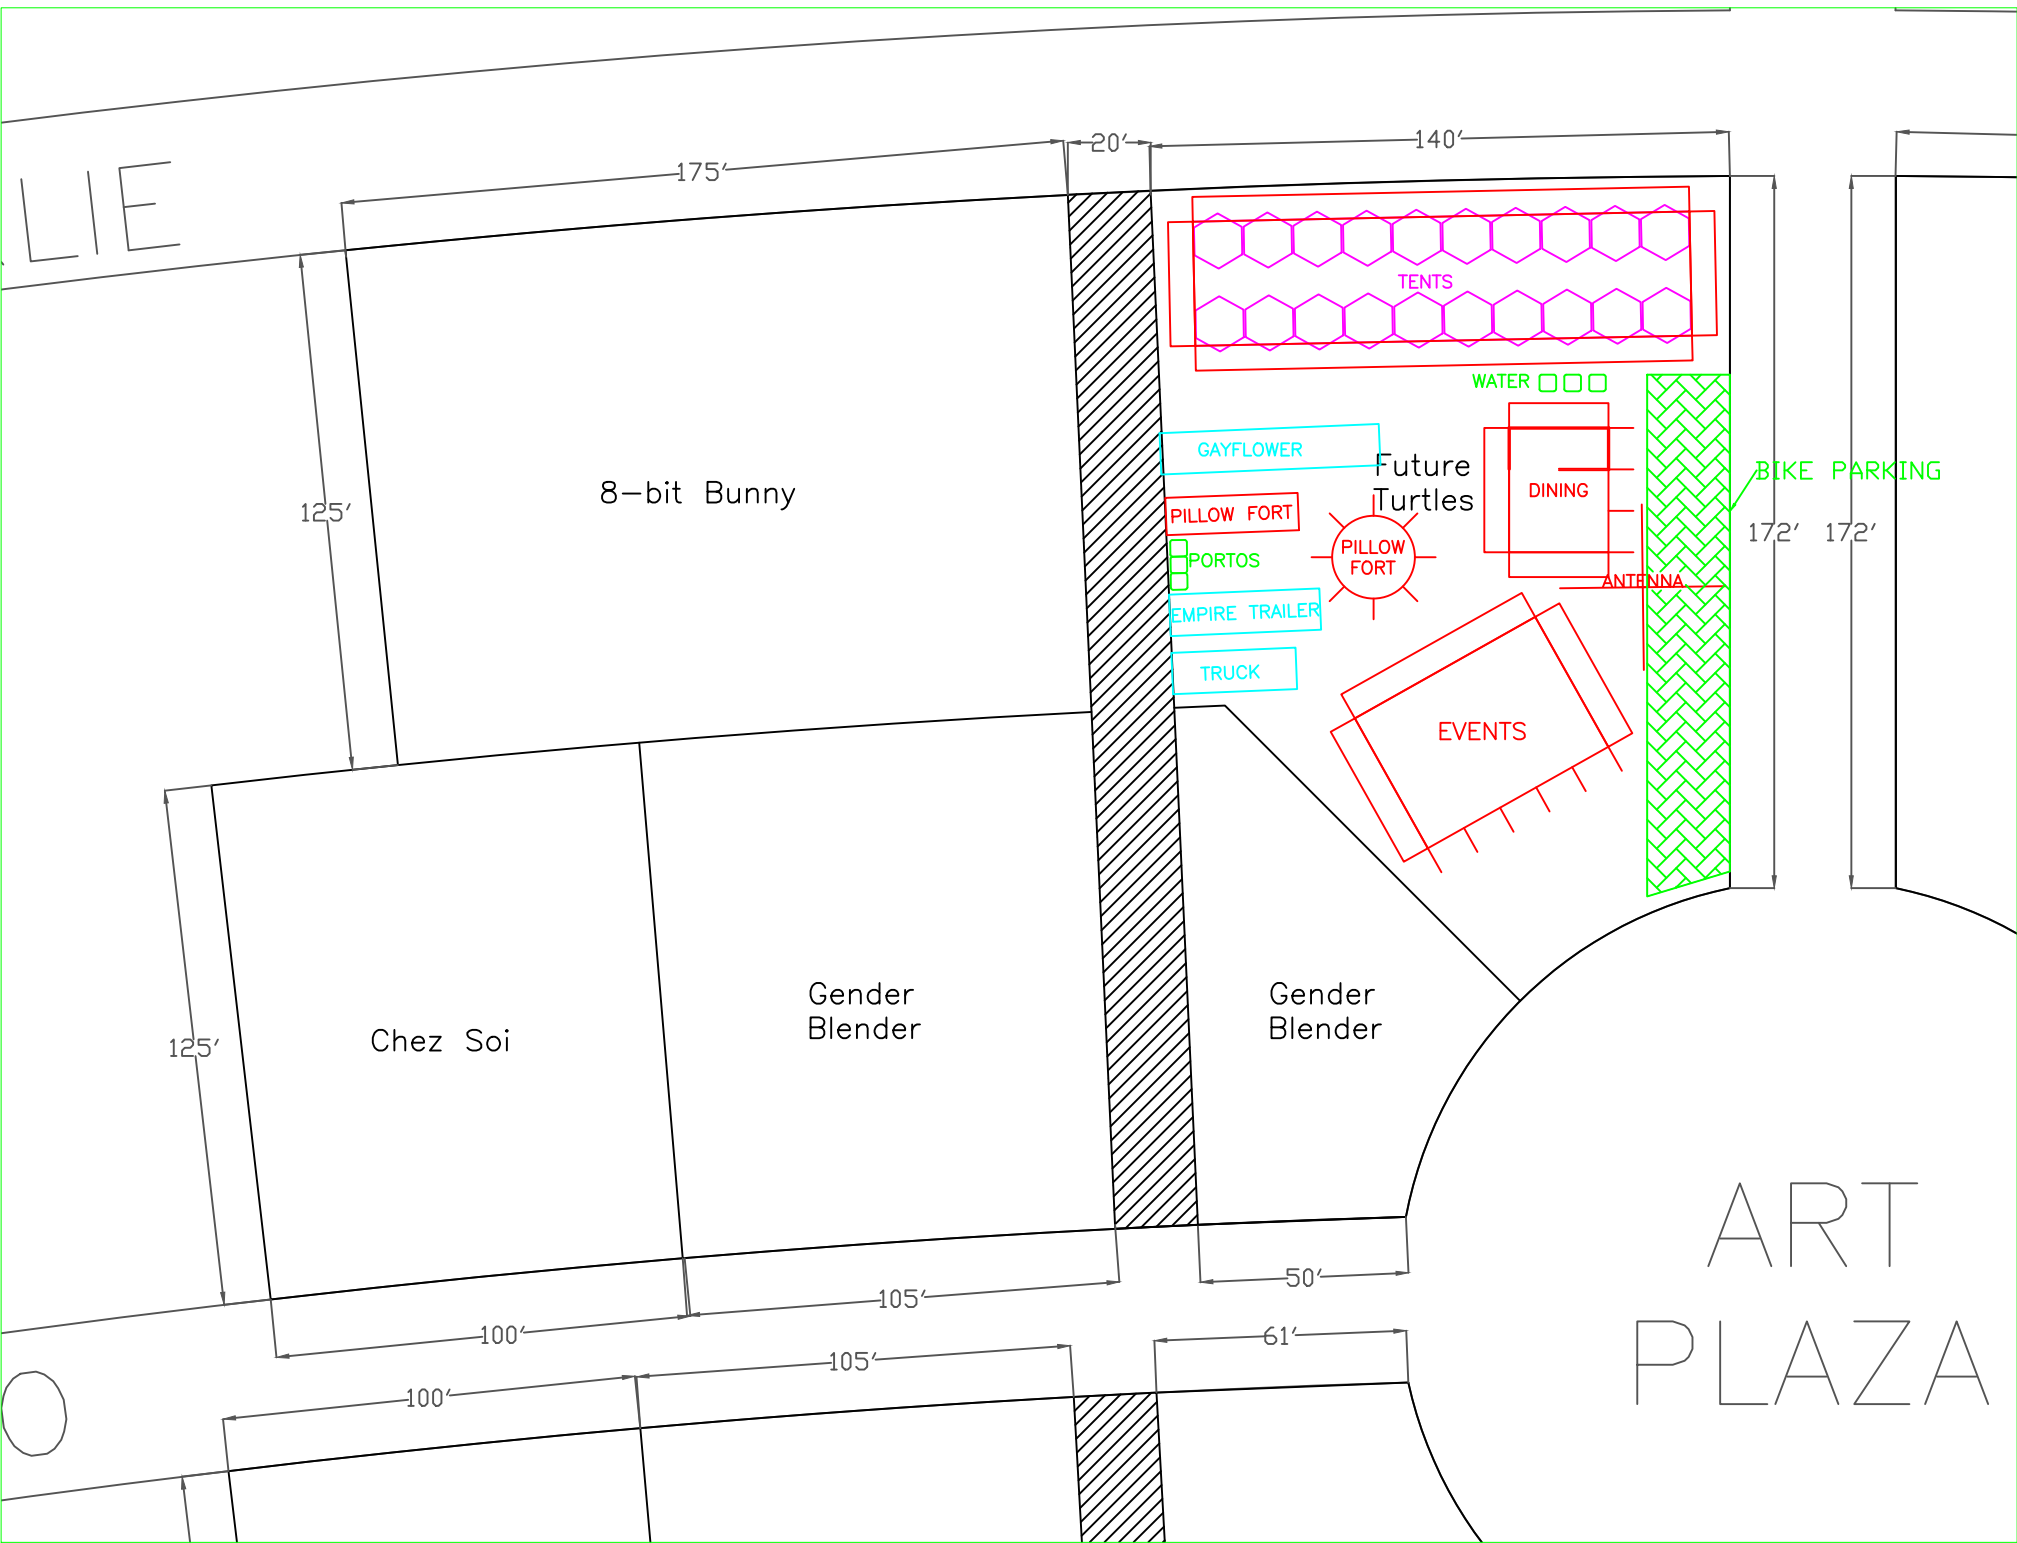 LIE
175′
20′
140′
TENTS
WATER
GAYFLOWER
Future
Turtles
DINING
BIKE PARKING
8-bit Bunny
125′
PILLOW FORT
172′
172′
PILLOW
FORT
PORTOS
ANTENNA
EMPIRE TRAILER
TRUCK
EVENTS
Gender
Blender
Gender
Blender
Chez Soi
125′
ART
PLAZA
50′
105′
100′
61′
105′
100′
O